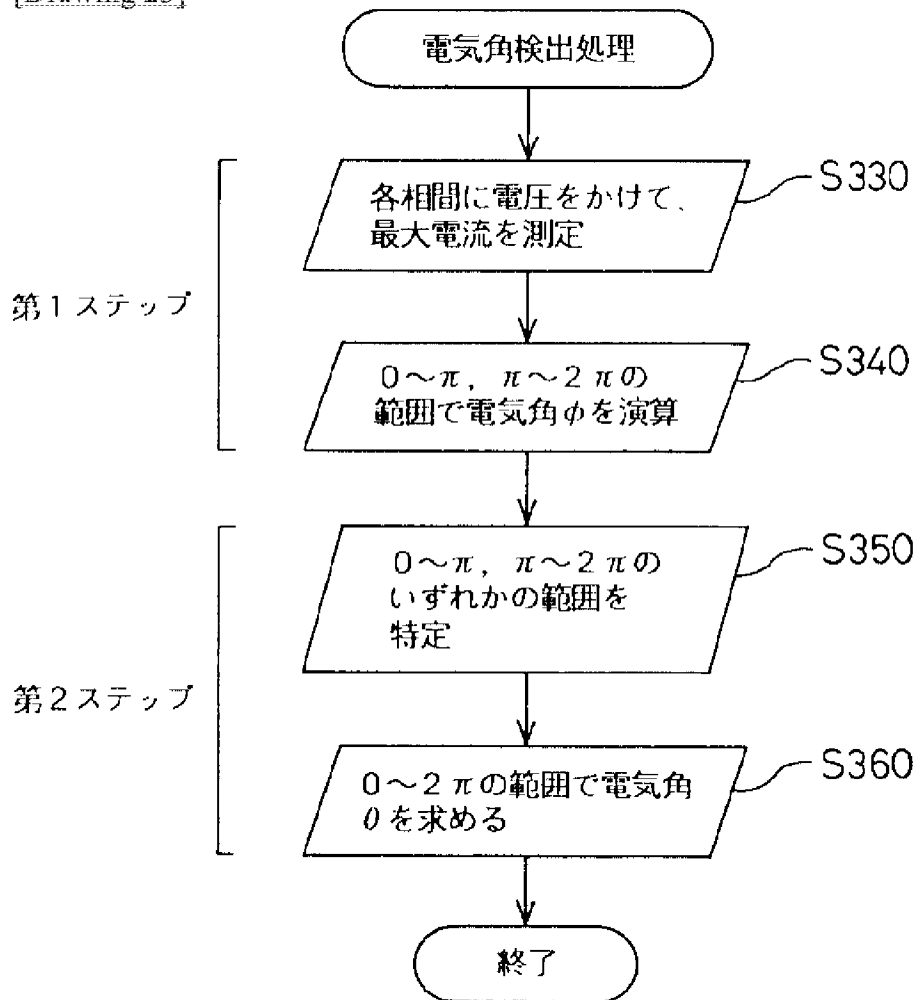 電気角検出処理
各相間に電圧をかけて、
最大電流を測定
S330
第1ステップ
0～π，π～2πの
範囲で電気角φを演算
S340
0～π，π～2πの
いずれかの範囲を
特定
S350
第2ステップ
0～2πの範囲で電気角
θを求める
S360
終了